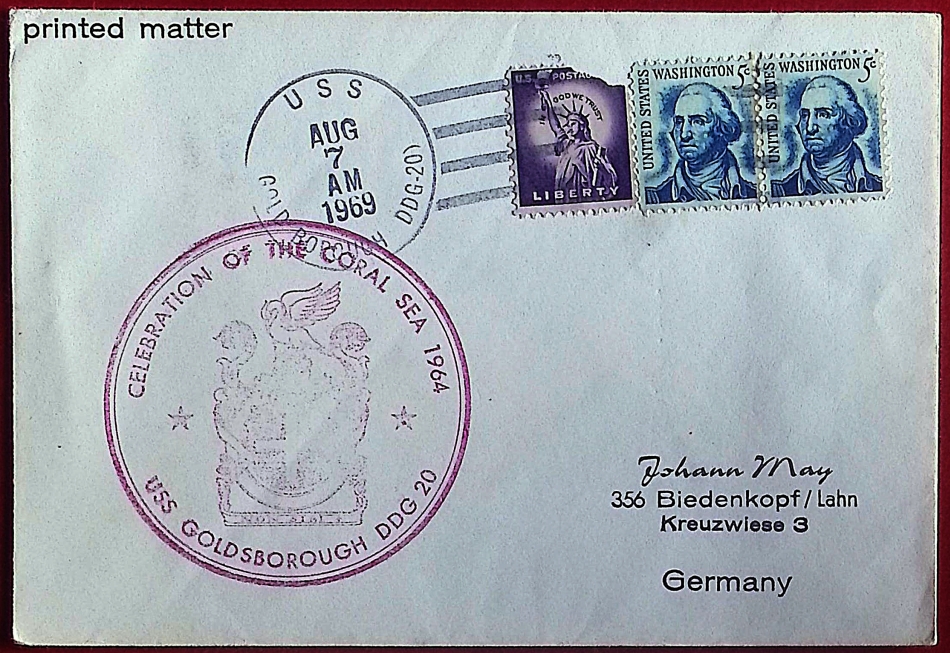 printed matter
USS
GOLDSBOROUGH DDG-20)
AUG
7
AM
1969
U.S. POSTAG
IN GOD WE TRUST
LIBERTY
UNITED STATES
WASHINGTON 5c
UNITED STATES
WASHINGTON 5c
CELEBRATION OF THE CORAL SEA 1964
USS GOLDSBOROUGH DDG 20
Johann May
356 Biedenkopf/Lahn
Kreuzwiese 3
Germany